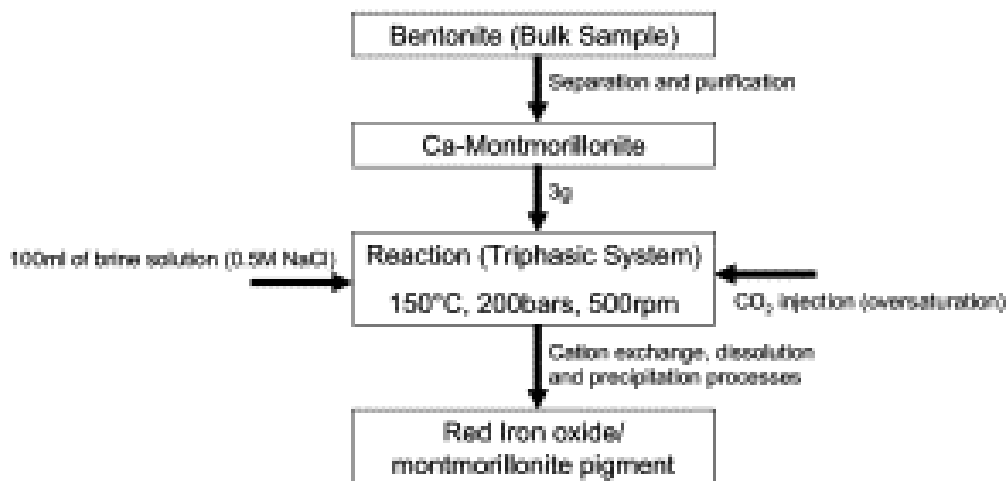 Bentonite (Bulk Sample)
Separation and purification
Ca-Montmorillonite
3g
100ml of brine solution (0.5M NaCl)
Reaction (Triphasic System)
150°C, 200bars, 500rpm
CO₂ injection (oversaturation)
Cation exchange, dissolution
and precipitation processes
Red Iron oxide/
montmorillonite pigment